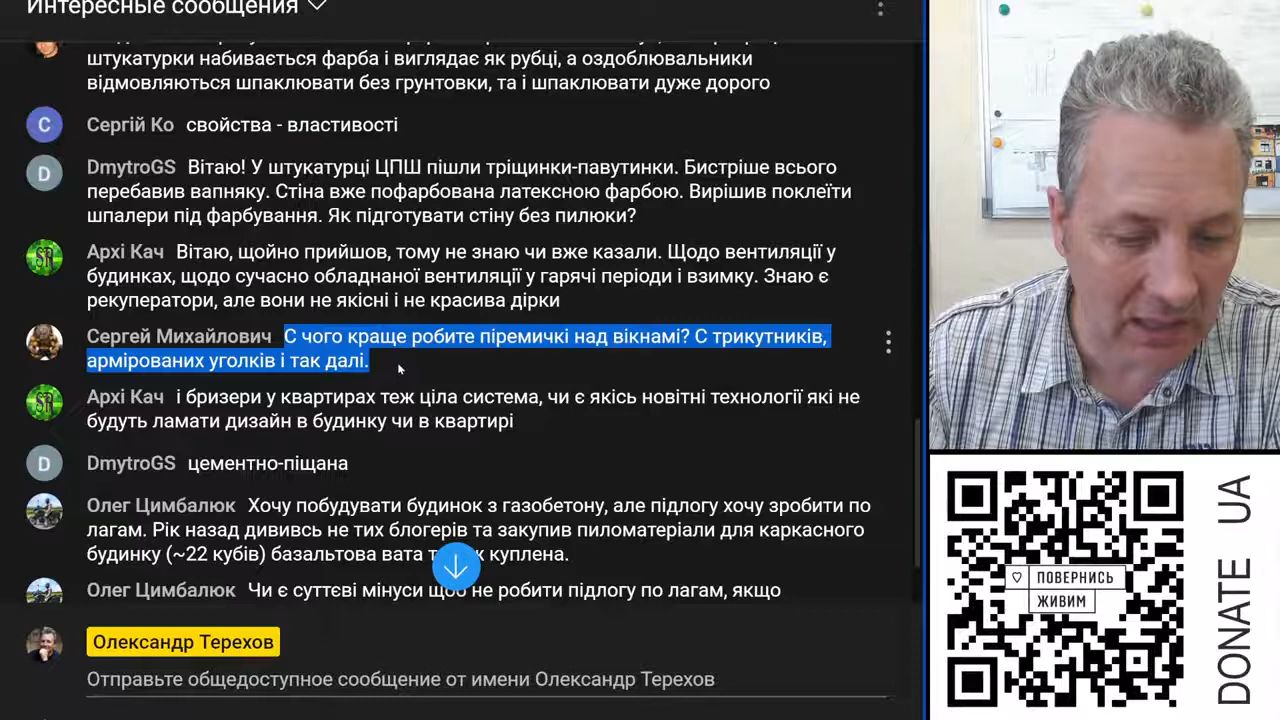 Интересные сообщения
штукатурки набивається фарба і виглядає як рубці, а оздоблювальники
відмовляються шпаклювати без грунтовки, та і шпаклювати дуже дорого
С Сергій Ко свойства - властивості
D DmytroGS Вітаю! У штукатурці ЦПШ пішли тріщинки-павутинки. Бистріше всього
перебавив вапняку. Стіна вже пофарбована латексною фарбою. Вирішив поклеїти
шпалери під фарбування. Як підготувати стіну без пилюки?
Архі Кач Вітаю, щойно прийшов, тому не знаю чи вже казали. Щодо вентиляції у
будинках, щодо сучасно обладнаної вентиляції у гарячі періоди і взимку. Знаю є
рекуператори, але вони не якісні і не красива дірки
Сергей Михайлович С чого краще робите піремичкі над вікнамі? С трикутників,
армірованих уголків і так далі.
Архі Кач і бризери у квартирах теж ціла система, чи є якісь новітні технології які не
будуть ламати дизайн в будинку чи в квартирі
D DmytroGS цементно-піщана
Олег Цимбалюк Хочу побудувати будинок з газобетону, але підлогу хочу зробити по
лагам. Рік назад дививсь не тих блогерів та закупив пиломатеріали для каркасного
будинку (~22 кубів) базальтова вата куплена.
Олег Цимбалюк Чи є суттєві мінуси щоб не робити підлогу по лагам, якщо
Олександр Терехов
Отправьте общедоступное сообщение от имени Олександр Терехов
ПОВЕРНИСЬ
ЖИВИМ
DONATE UA